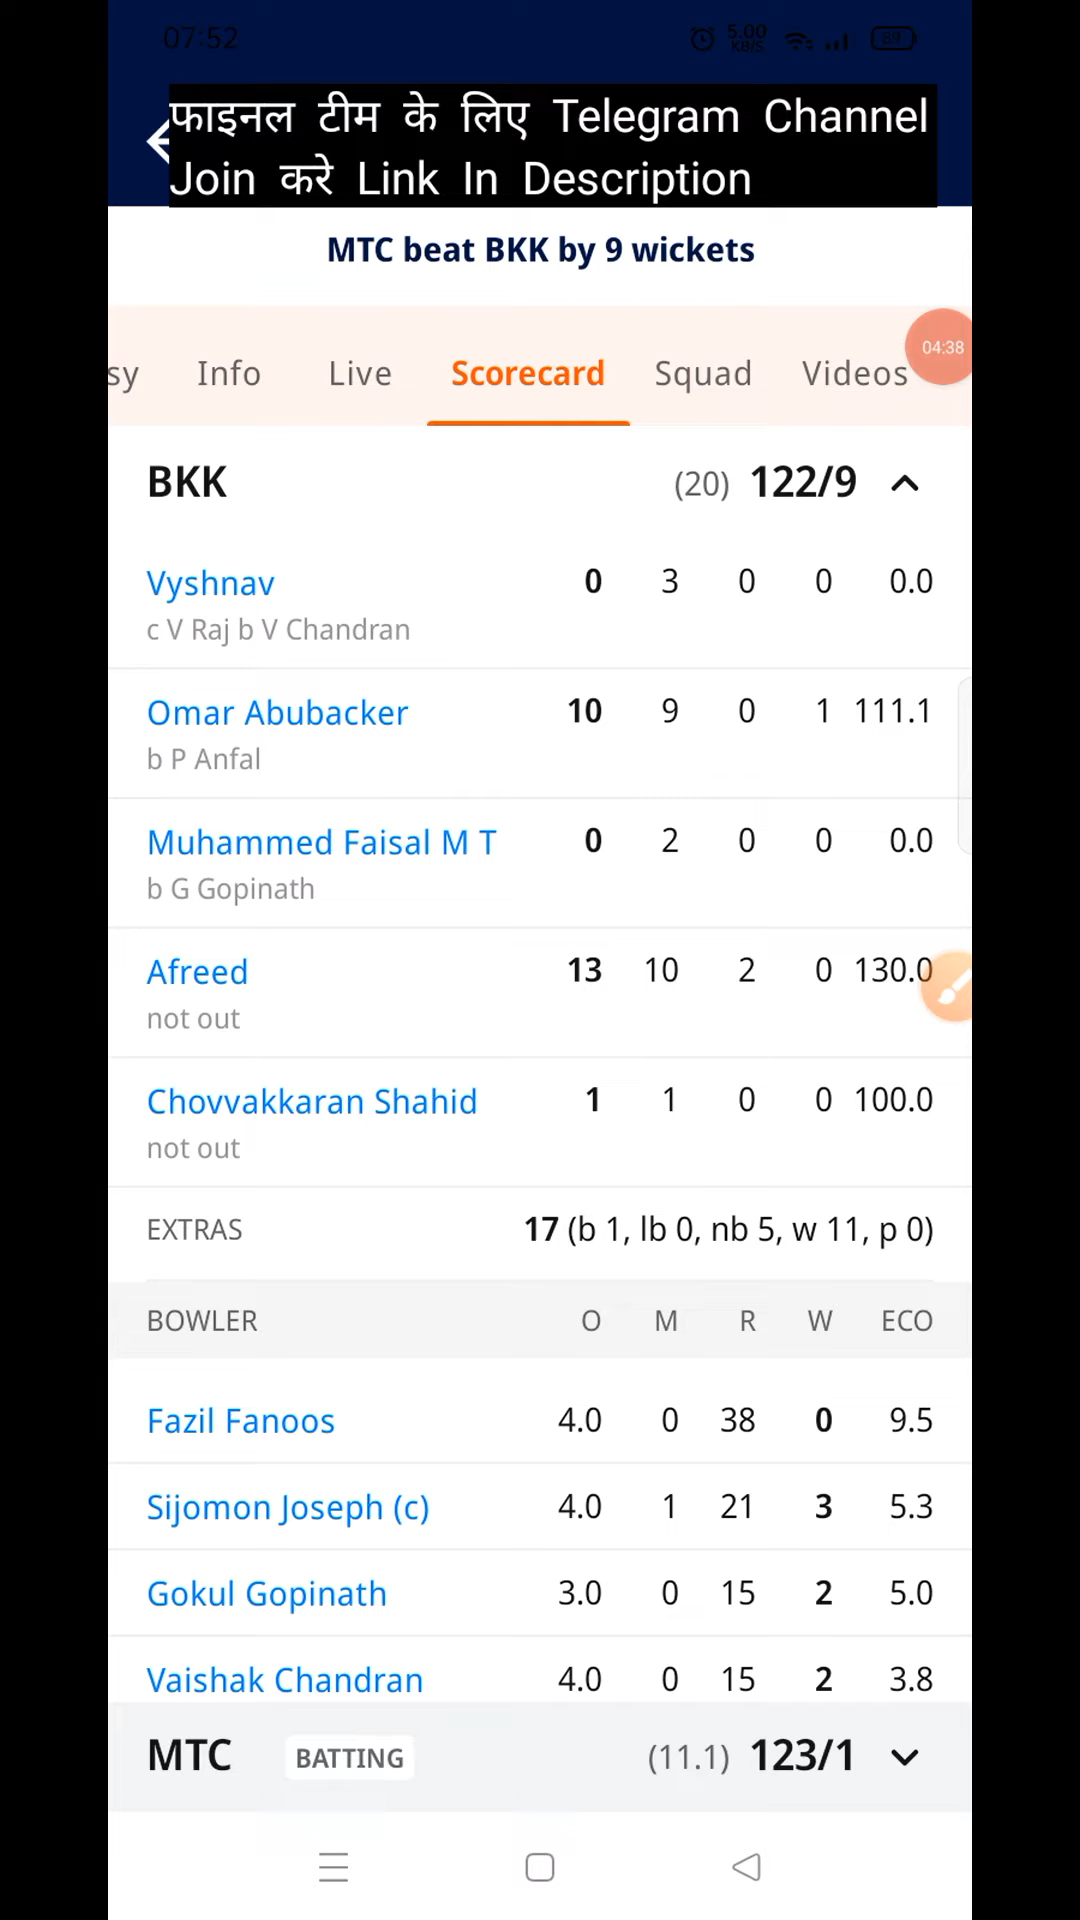 07:52 5.00 KB/S 89
फाइनल टीम के लिए Telegram Channel
Join करे Link In Description
MTC beat BKK by 9 wickets
04:38
sy Info Live Scorecard Squad Videos
BKK (20) 122/9
Vyshnav 0 3 0 0 0.0
c V Raj b V Chandran
Omar Abubacker 10 9 0 1 111.1
b P Anfal
Muhammed Faisal M T 0 2 0 0 0.0
b G Gopinath
Afreed 13 10 2 0 130.0
not out
Chovvakkaran Shahid 1 1 0 0 100.0
not out
EXTRAS 17 (b 1, lb 0, nb 5, w 11, p 0)
BOWLER O M R W ECO
Fazil Fanoos 4.0 0 38 0 9.5
Sijomon Joseph (c) 4.0 1 21 3 5.3
Gokul Gopinath 3.0 0 15 2 5.0
Vaishak Chandran 4.0 0 15 2 3.8
MTC BATTING (11.1) 123/1